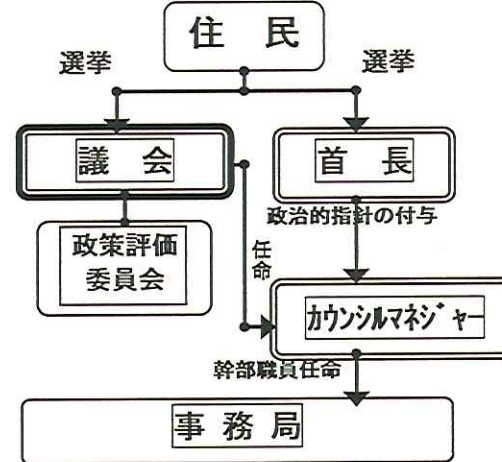 住 民
選挙
選挙
議 会
首 長
政治的指針の付与
政策評価
委員会
任命
カウンシルマネジャー
幹部職員任命
事 務 局